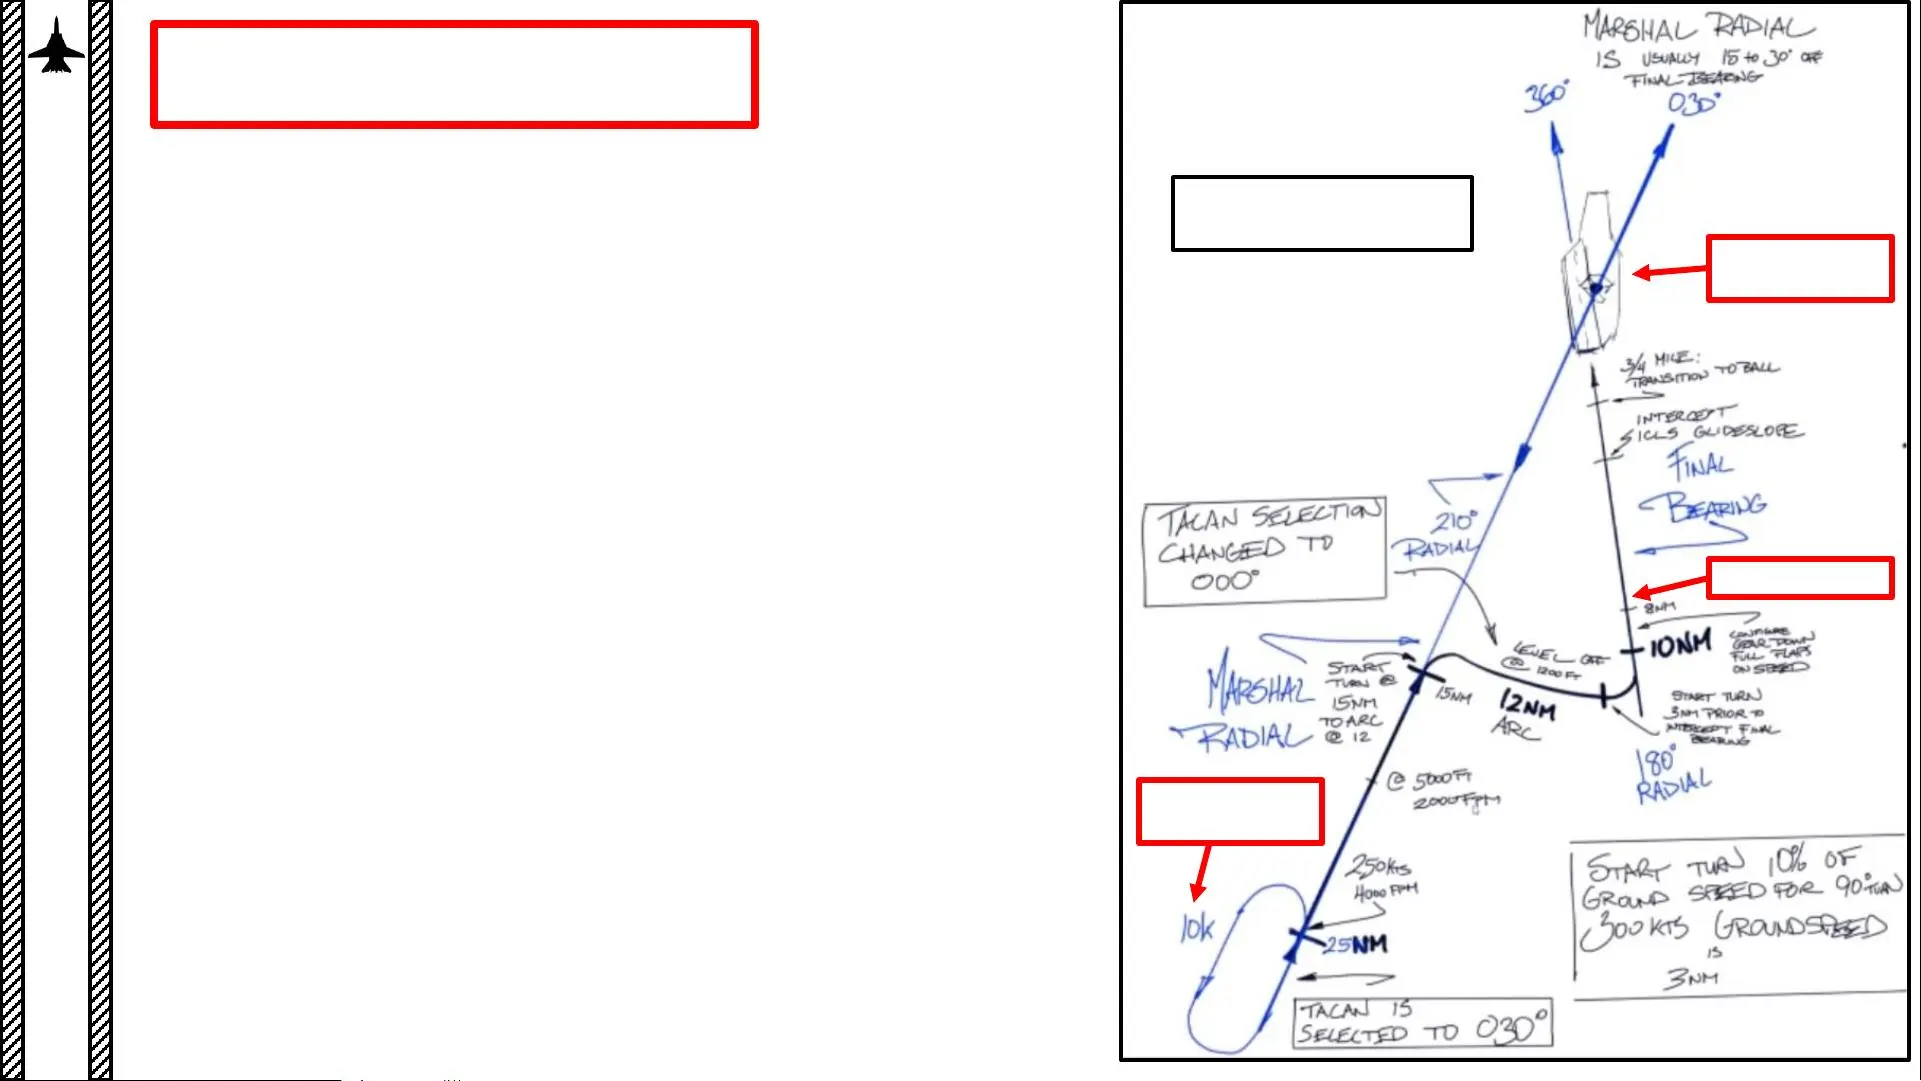 MARSHAL RADIAL
IS USUALLY 15 to 30° OFF
FINAL BEARING
360°
030°
3/4 MILE:
TRANSITION TO BALL
INTERCEPT
ICLS GLIDESLOPE
FINAL
BEARING
TACAN SELECTION
CHANGED TO
000°
210°
RADIAL
8NM
10NM
CONFIGURE
GEAR DOWN
FULL FLAPS
ON SPEED
LEVEL OFF
@ 1200 FT
MARSHAL
RADIAL
START
TURN @
15NM
TO ARC
@ 12
15NM
12NM
ARC
START TURN
3NM PRIOR TO
INTERCEPT FINAL
BEARING
180°
RADIAL
@ 5000 FT
2000 FPM
250 KTS
4000 FPM
10K
25NM
START TURN 10% OF
GROUND SPEED FOR 90° TURN
300 KTS GROUNDSPEED
IS
3NM
TACAN IS
SELECTED TO 030°